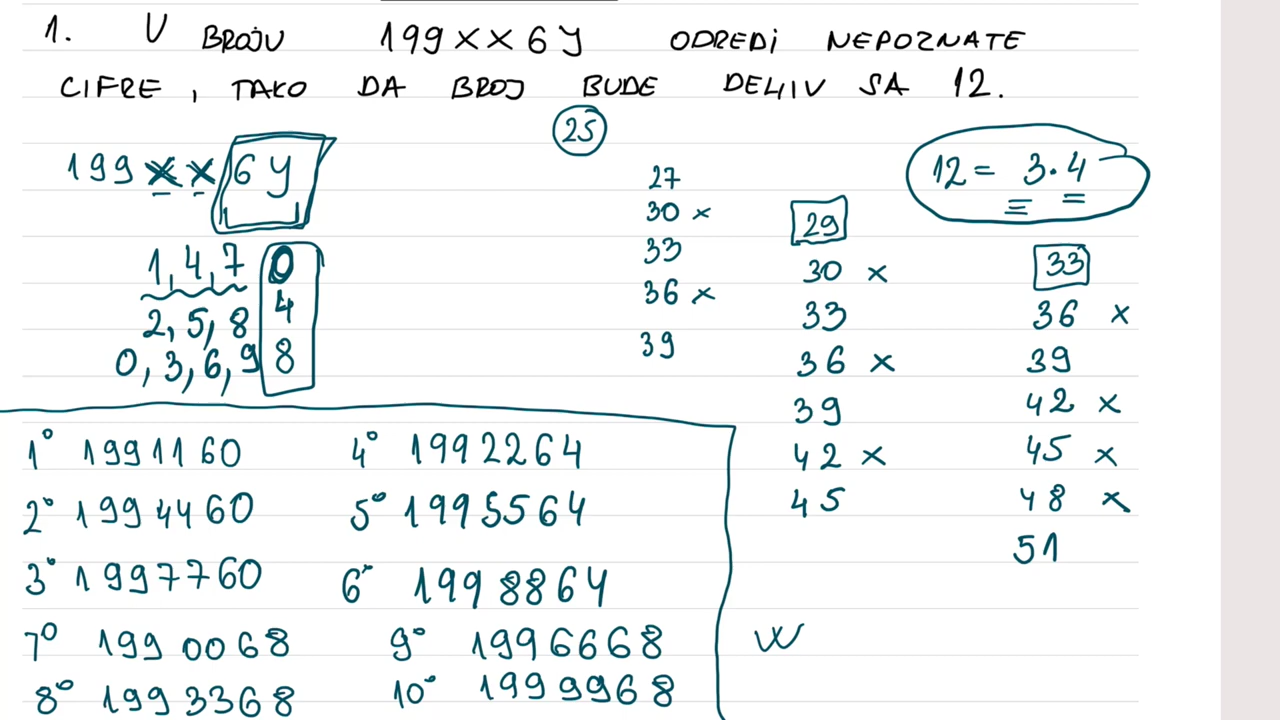 1. U BROJU 199XX6Y ODREDI NEPOZNATE
CIFRE, TAKO DA BROJ BUDE DELJIV SA 12.
25
199XX6Y
12 = 3·4
1, 4, 7 0
2, 5, 8 4
0, 3, 6, 9 8
27
30 x
33
36 x
39
29
30 x
33
36 x
39
42 x
45
33
36 x
39
42 x
45 x
48 x
51
1° 1991160
2° 1994460
3° 1997760
4° 1992264
5° 1995564
6° 1998864
7° 1990068
8° 1993368
9° 1996668
10° 1999968